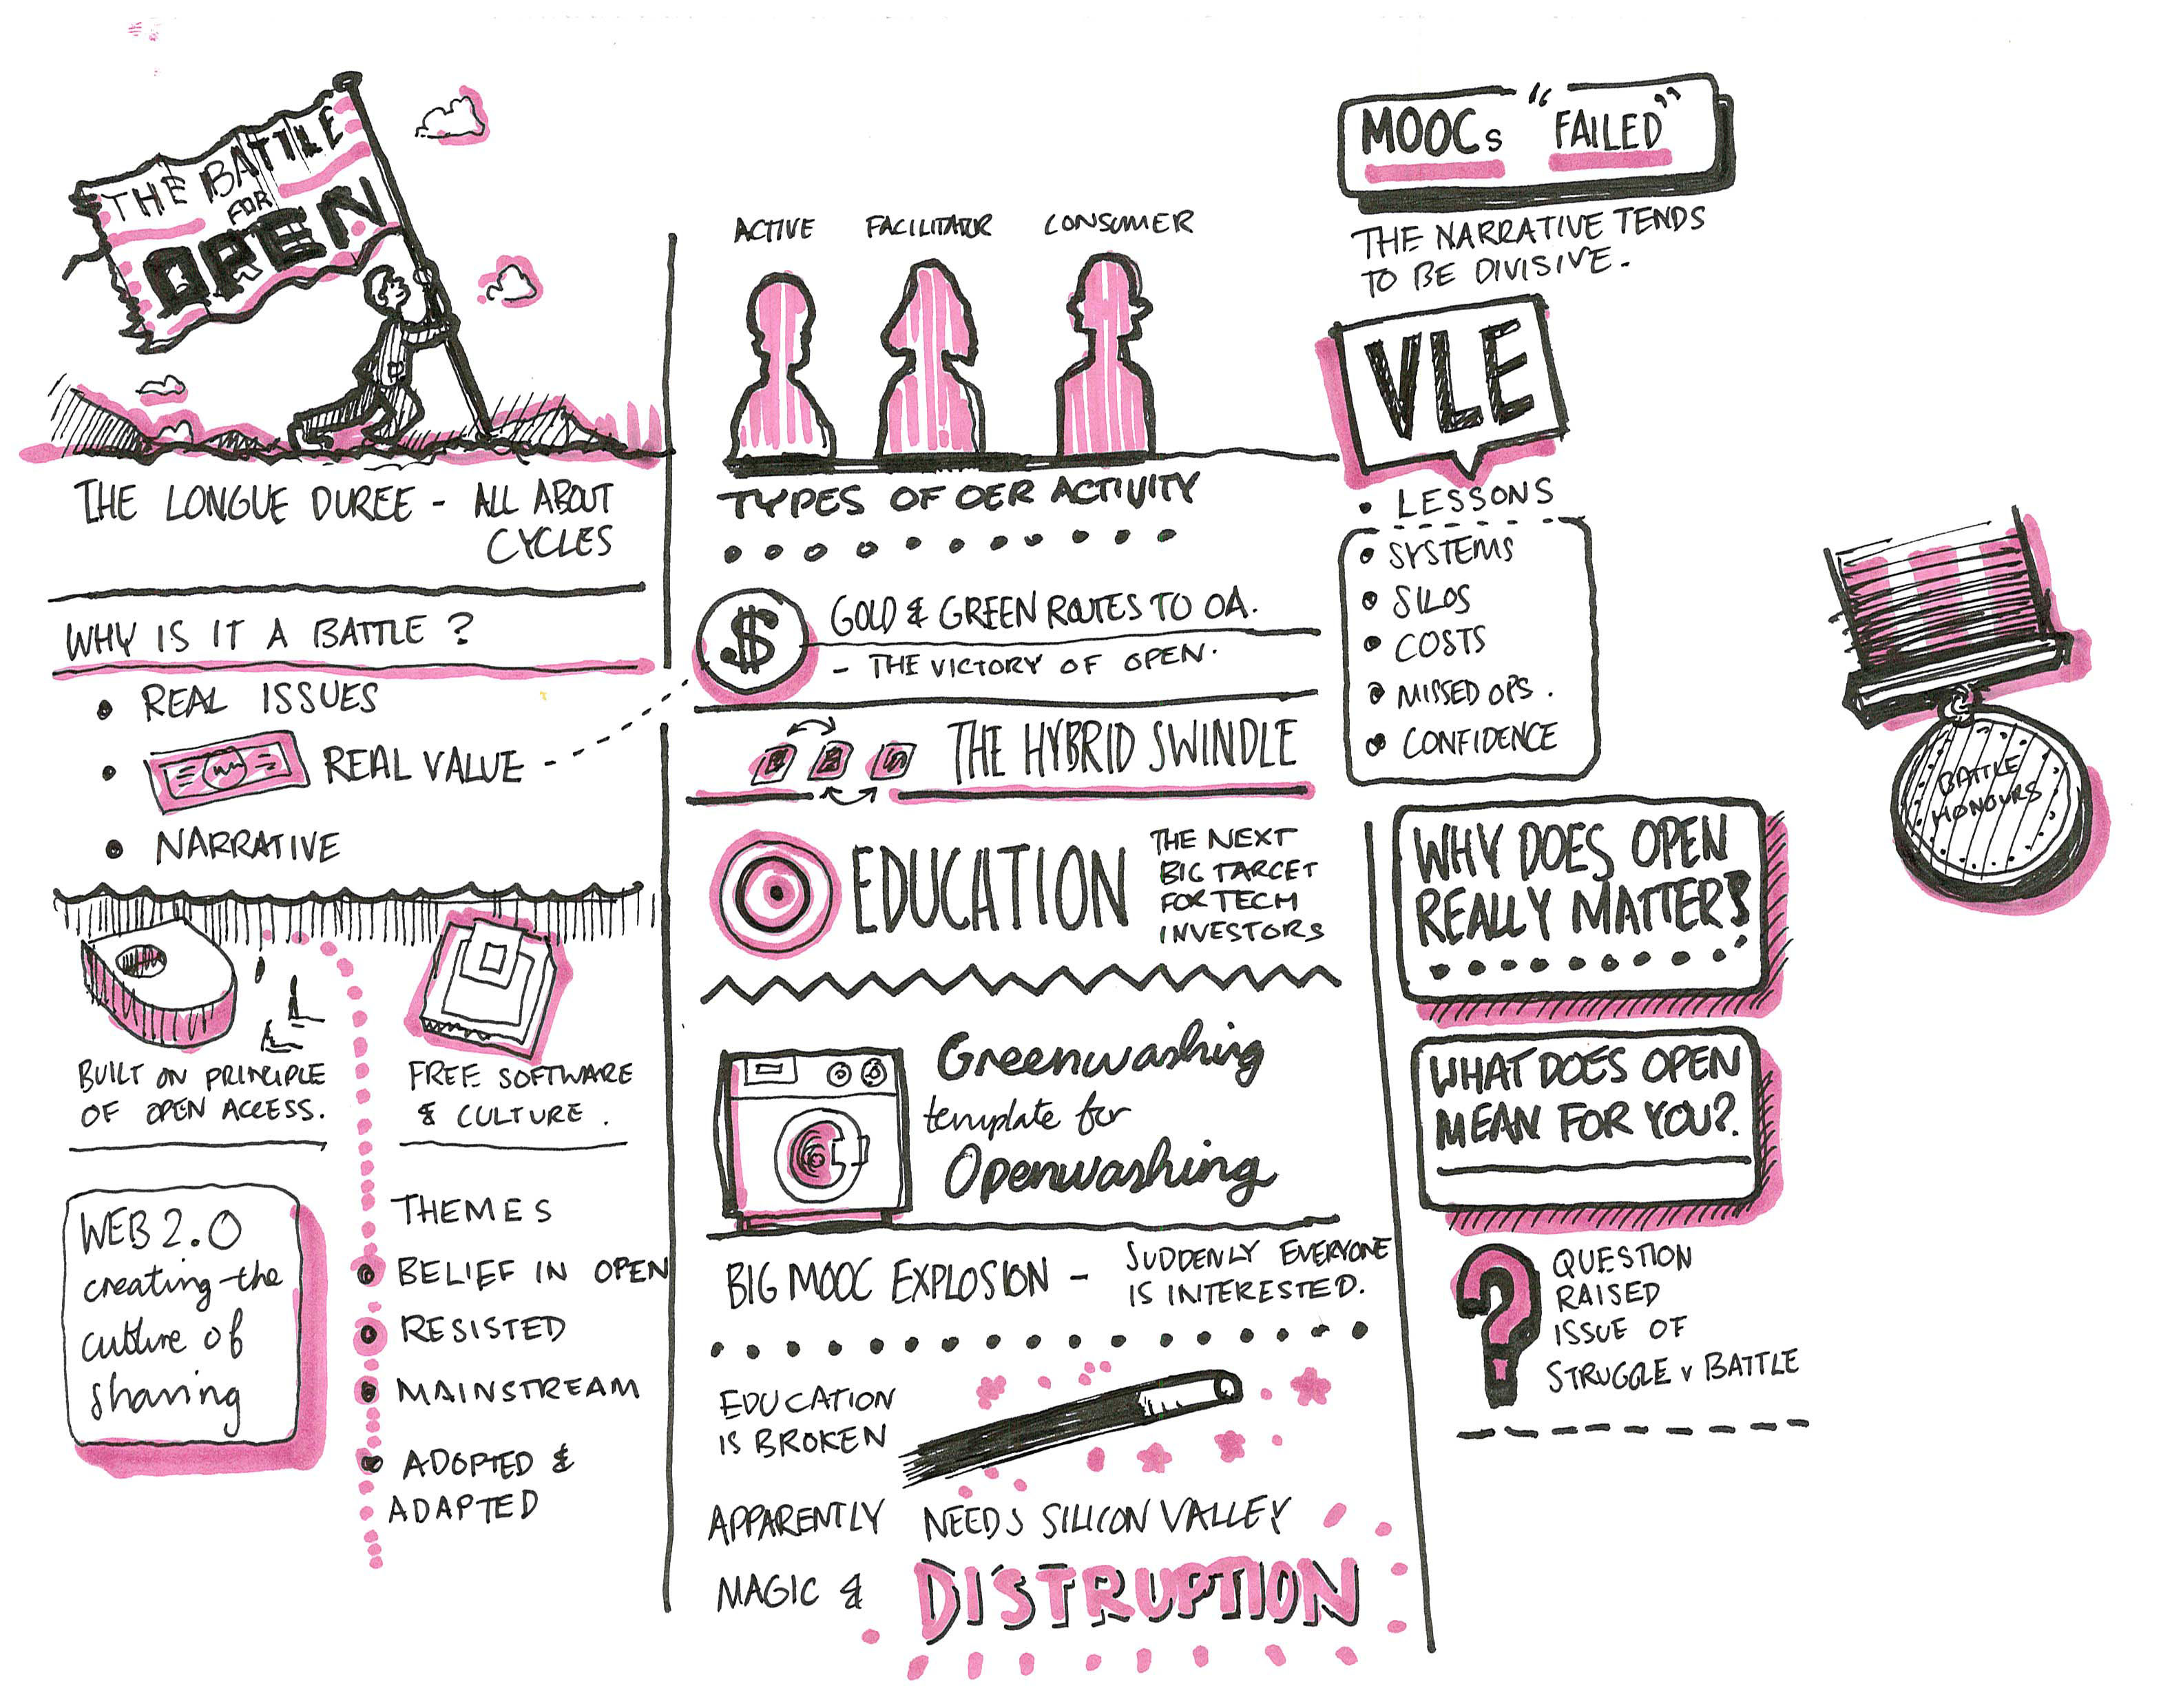 THE BATTLE
FOR
OPEN
THE LONGUE DUREE - ALL ABOUT
CYCLES
WHY IS IT A BATTLE ?
• REAL ISSUES
• REAL VALUE -
• NARRATIVE
BUILT ON PRINCIPLE
OF OPEN ACCESS.
FREE SOFTWARE
& CULTURE .
WEB 2.0
creating the
culture of
sharing
THEMES
BELIEF IN OPEN
RESISTED
MAINSTREAM
ADOPTED &
ADAPTED
ACTIVE FACILITATOR CONSUMER
TYPES OF OER ACTIVITY
$
GOLD & GREEN ROUTES TO OA.
- THE VICTORY OF OPEN.
THE HYBRID SWINDLE
EDUCATION
THE NEXT
BIG TARGET
FOR TECH
INVESTORS
Greenwashing
template for
Openwashing
BIG MOOC EXPLOSION -
SUDDENLY EVERYONE
IS INTERESTED.
EDUCATION
IS BROKEN
APPARENTLY NEEDS SILICON VALLEY
MAGIC & DISTRUPTION
MOOCs "FAILED"
THE NARRATIVE TENDS
TO BE DIVISIVE.
VLE
• LESSONS
• SYSTEMS
• SILOS
• COSTS
• MISSED OPS.
• CONFIDENCE
WHY DOES OPEN
REALLY MATTER?
WHAT DOES OPEN
MEAN FOR YOU?
?
QUESTION
RAISED
ISSUE OF
STRUGGLE v BATTLE
BATTLE
HONOURS